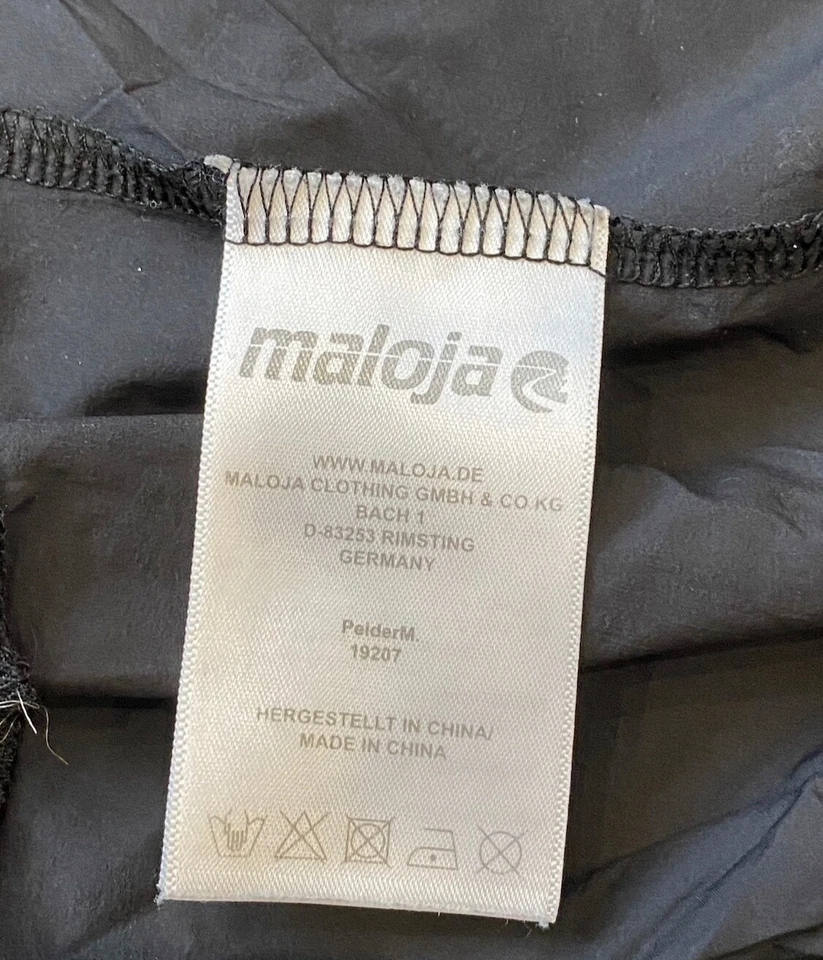 maloja
WWW.MALOJA.DE
MALOJA CLOTHING GMBH & CO KG
BACH 1
D-83253 RIMSTING
GERMANY
PeiderM.
19207
HERGESTELLT IN CHINA/
MADE IN CHINA